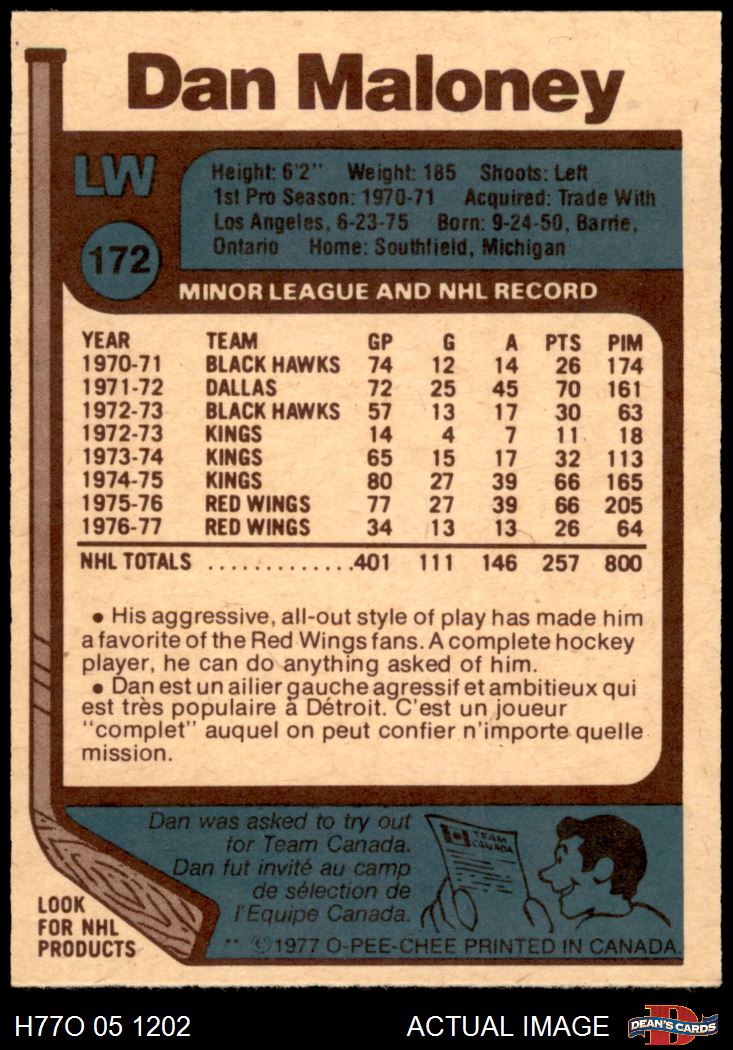 Dan Maloney
LW
172
Height: 6'2" Weight: 185 Shoots: Left
1st Pro Season: 1970-71 Acquired: Trade With
Los Angeles, 6-23-75 Born: 9-24-50, Barrie,
Ontario Home: Southfield, Michigan
MINOR LEAGUE AND NHL RECORD
YEAR TEAM GP G A PTS PIM
1970-71 BLACK HAWKS 74 12 14 26 174
1971-72 DALLAS 72 25 45 70 161
1972-73 BLACK HAWKS 57 13 17 30 63
1972-73 KINGS 14 4 7 11 18
1973-74 KINGS 65 15 17 32 113
1974-75 KINGS 80 27 39 66 165
1975-76 RED WINGS 77 27 39 66 205
1976-77 RED WINGS 34 13 13 26 64
NHL TOTALS .............401 111 146 257 800
• His aggressive, all-out style of play has made him
a favorite of the Red Wings fans. A complete hockey
player, he can do anything asked of him.
• Dan est un ailier gauche agressif et ambitieux qui
est très populaire à Détroit. C'est un joueur
"complet" auquel on peut confier n'importe quelle
mission.
Dan was asked to try out
for Team Canada.
Dan fut invité au camp
de sélection de
l'Equipe Canada.
TEAM
CANADA
LOOK
FOR NHL
PRODUCTS
** ©1977 O-PEE-CHEE PRINTED IN CANADA
H77O 05 1202 ACTUAL IMAGE DEAN'S CARDS